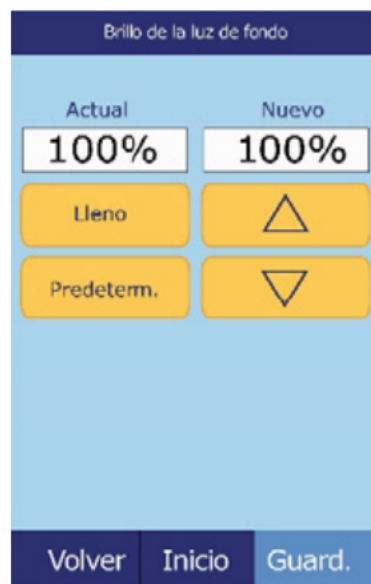 Brillo de la luz de fondo
Actual Nuevo
100% 100%
Lleno
Predeterm.
Volver Inicio Guard.